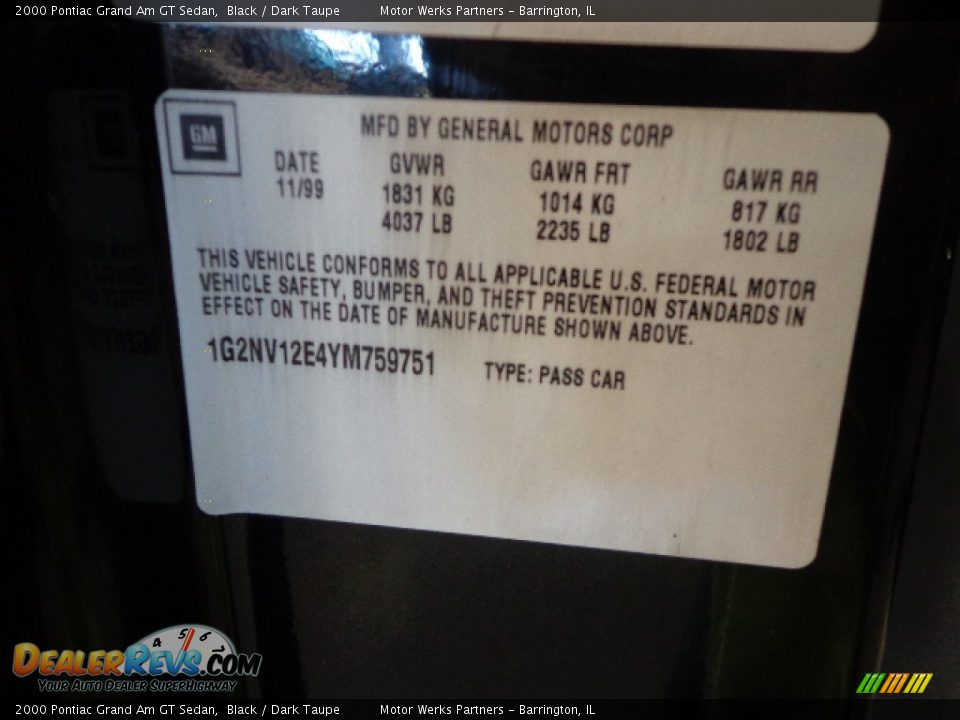 2000 Pontiac Grand Am GT Sedan,  Black / Dark Taupe          Motor Werks Partners - Barrington, IL
GM
MFD BY GENERAL MOTORS CORP
DATE GVWR GAWR FRT GAWR RR
11/99 1831 KG 1014 KG 817 KG
4037 LB 2235 LB 1802 LB
THIS VEHICLE CONFORMS TO ALL APPLICABLE U.S. FEDERAL MOTOR
VEHICLE SAFETY, BUMPER, AND THEFT PREVENTION STANDARDS IN
EFFECT ON THE DATE OF MANUFACTURE SHOWN ABOVE.
1G2NV12E4YM759751 TYPE: PASS CAR
4 5 6
DEALERREVS.COM
YOUR AUTO DEALER SUPERHIGHWAY
2000 Pontiac Grand Am GT Sedan,  Black / Dark Taupe          Motor Werks Partners - Barrington, IL